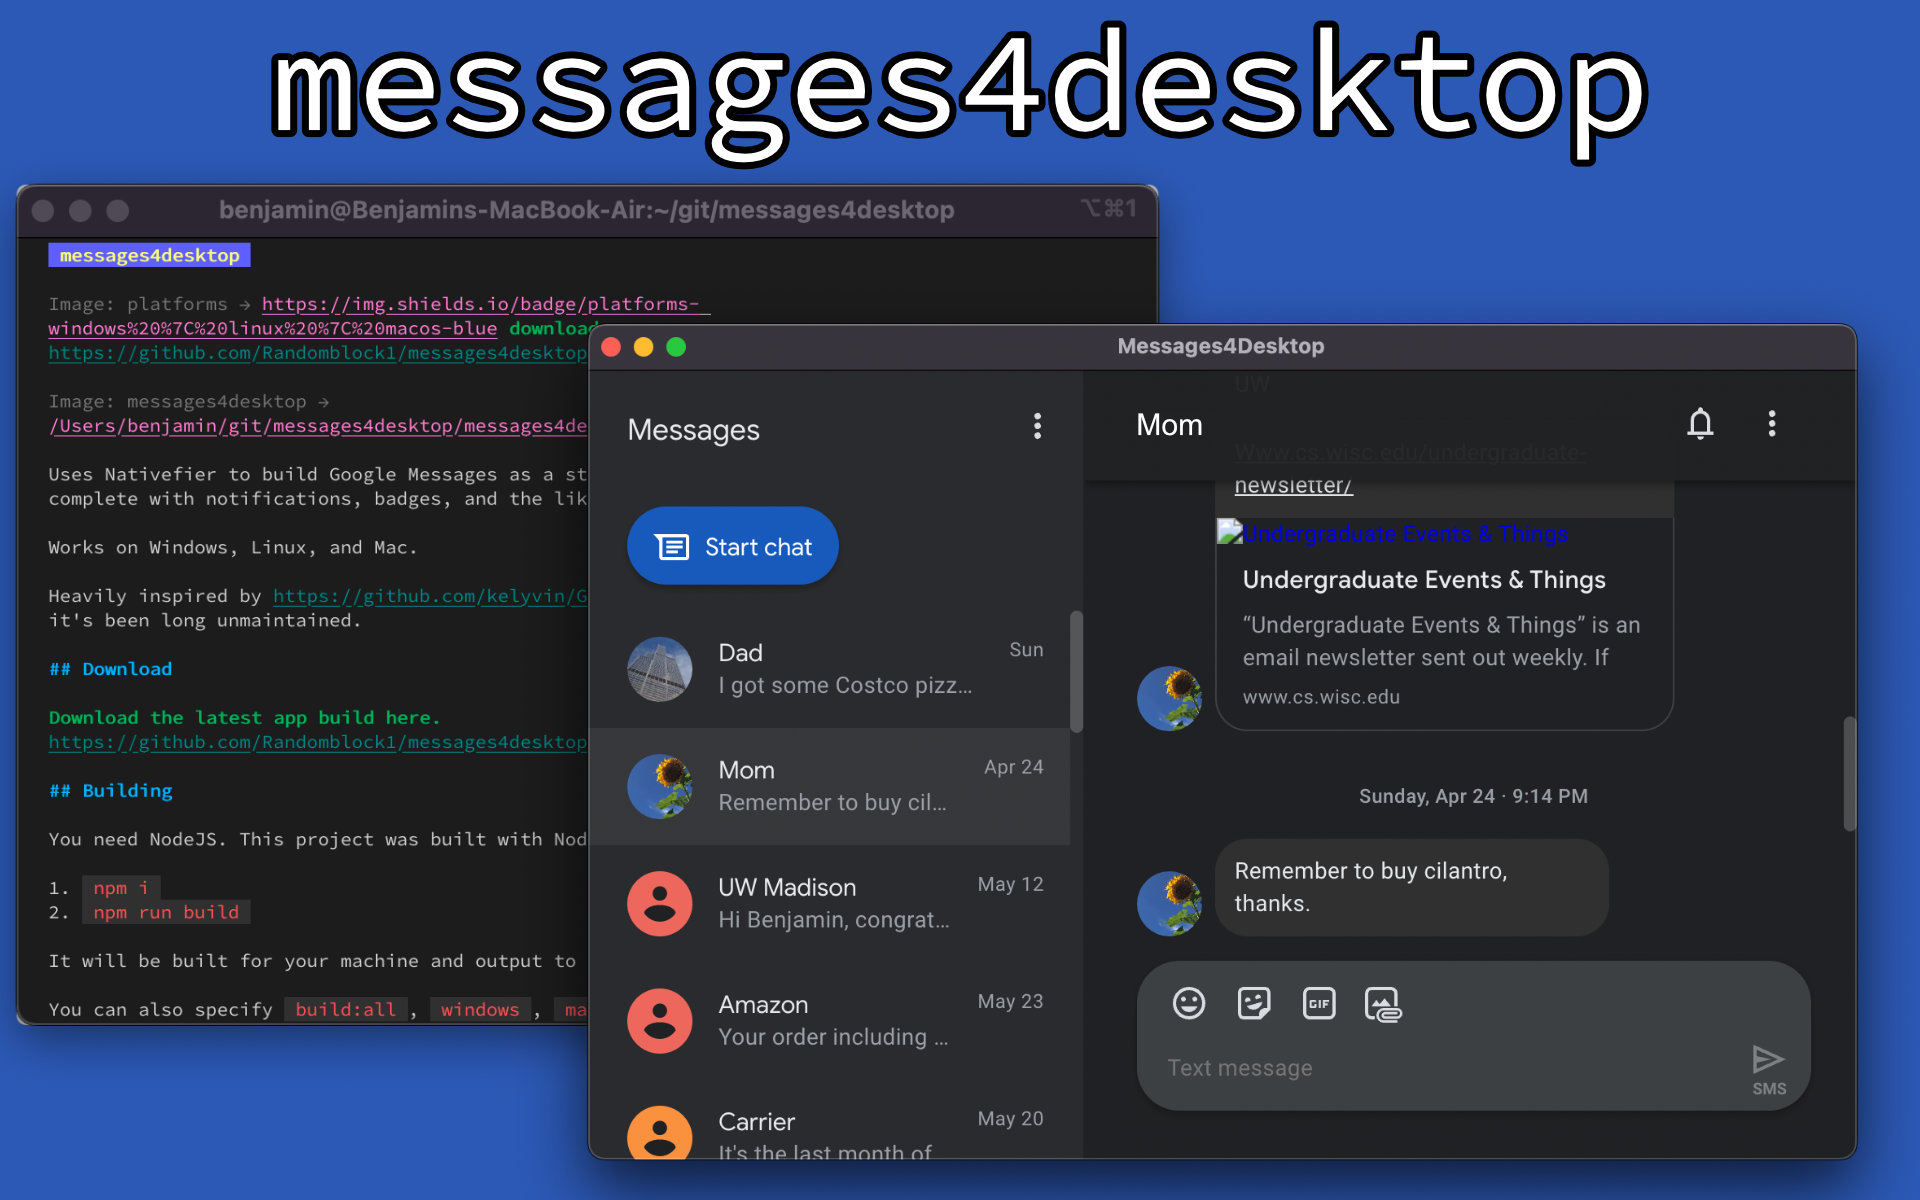 messages4desktop
benjamin@Benjamins-MacBook-Air:~/git/messages4desktop
⌥⌘1
messages4desktop
Image: platforms → https://img.shields.io/badge/platforms-
windows%20%7C%20linux%20%7C%20macos-blue download
https://github.com/Randomblock1/messages4desktop
Image: messages4desktop →
/Users/benjamin/git/messages4desktop/messages4de
Uses Nativefier to build Google Messages as a st
complete with notifications, badges, and the lik
Works on Windows, Linux, and Mac.
Heavily inspired by https://github.com/kelyvin/G
it's been long unmaintained.
## Download
Download the latest app build here.
https://github.com/Randomblock1/messages4desktop
## Building
You need NodeJS. This project was built with Nod
1. npm i
2. npm run build
It will be built for your machine and output to
You can also specify build:all , windows , ma
Messages4Desktop
Messages
Start chat
Dad
Sun
I got some Costco pizz…
Mom
Apr 24
Remember to buy cil…
UW Madison
May 12
Hi Benjamin, congrat…
Amazon
May 23
Your order including …
Carrier
May 20
It's the last month of
UW
Mom
Www.cs.wisc.edu/undergraduate-
newsletter/
Undergraduate Events & Things
Undergraduate Events & Things
“Undergraduate Events & Things” is an
email newsletter sent out weekly. If
www.cs.wisc.edu
Sunday, Apr 24 · 9:14 PM
Remember to buy cilantro,
thanks.
GIF
Text message
SMS